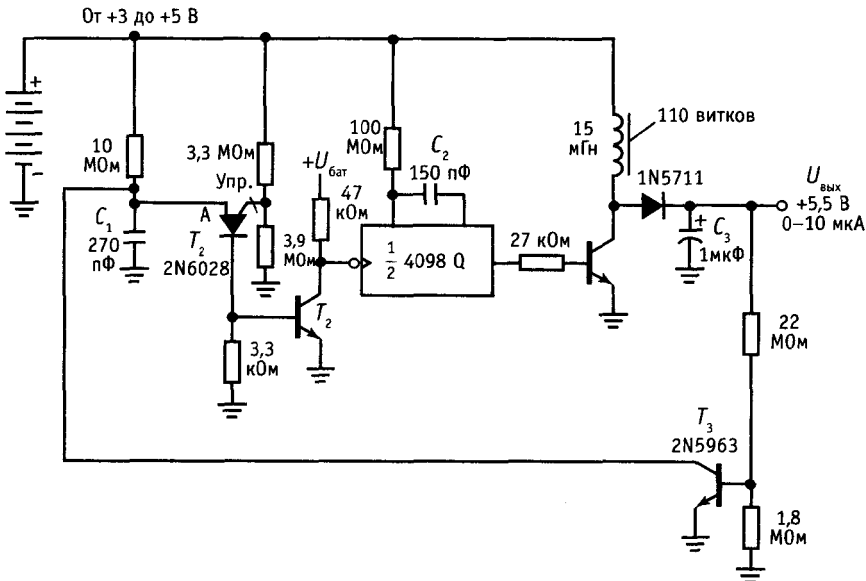 От +3 до +5 В
+
-
10
МОм
3,3 МОм
Упр.
A
C₁
270
пФ
T₂
2N6028
3,9
МОм
3,3
кОм
+Uбат
47
кОм
T₂
100
МОм
C₂
150 пФ
1/2 4098 Q
27 кОм
15
мГн
110 витков
1N5711
Uвых
+5,5 В
0–10 мкА
+
C₃
1мкФ
22
МОм
T₃
2N5963
1,8
МОм